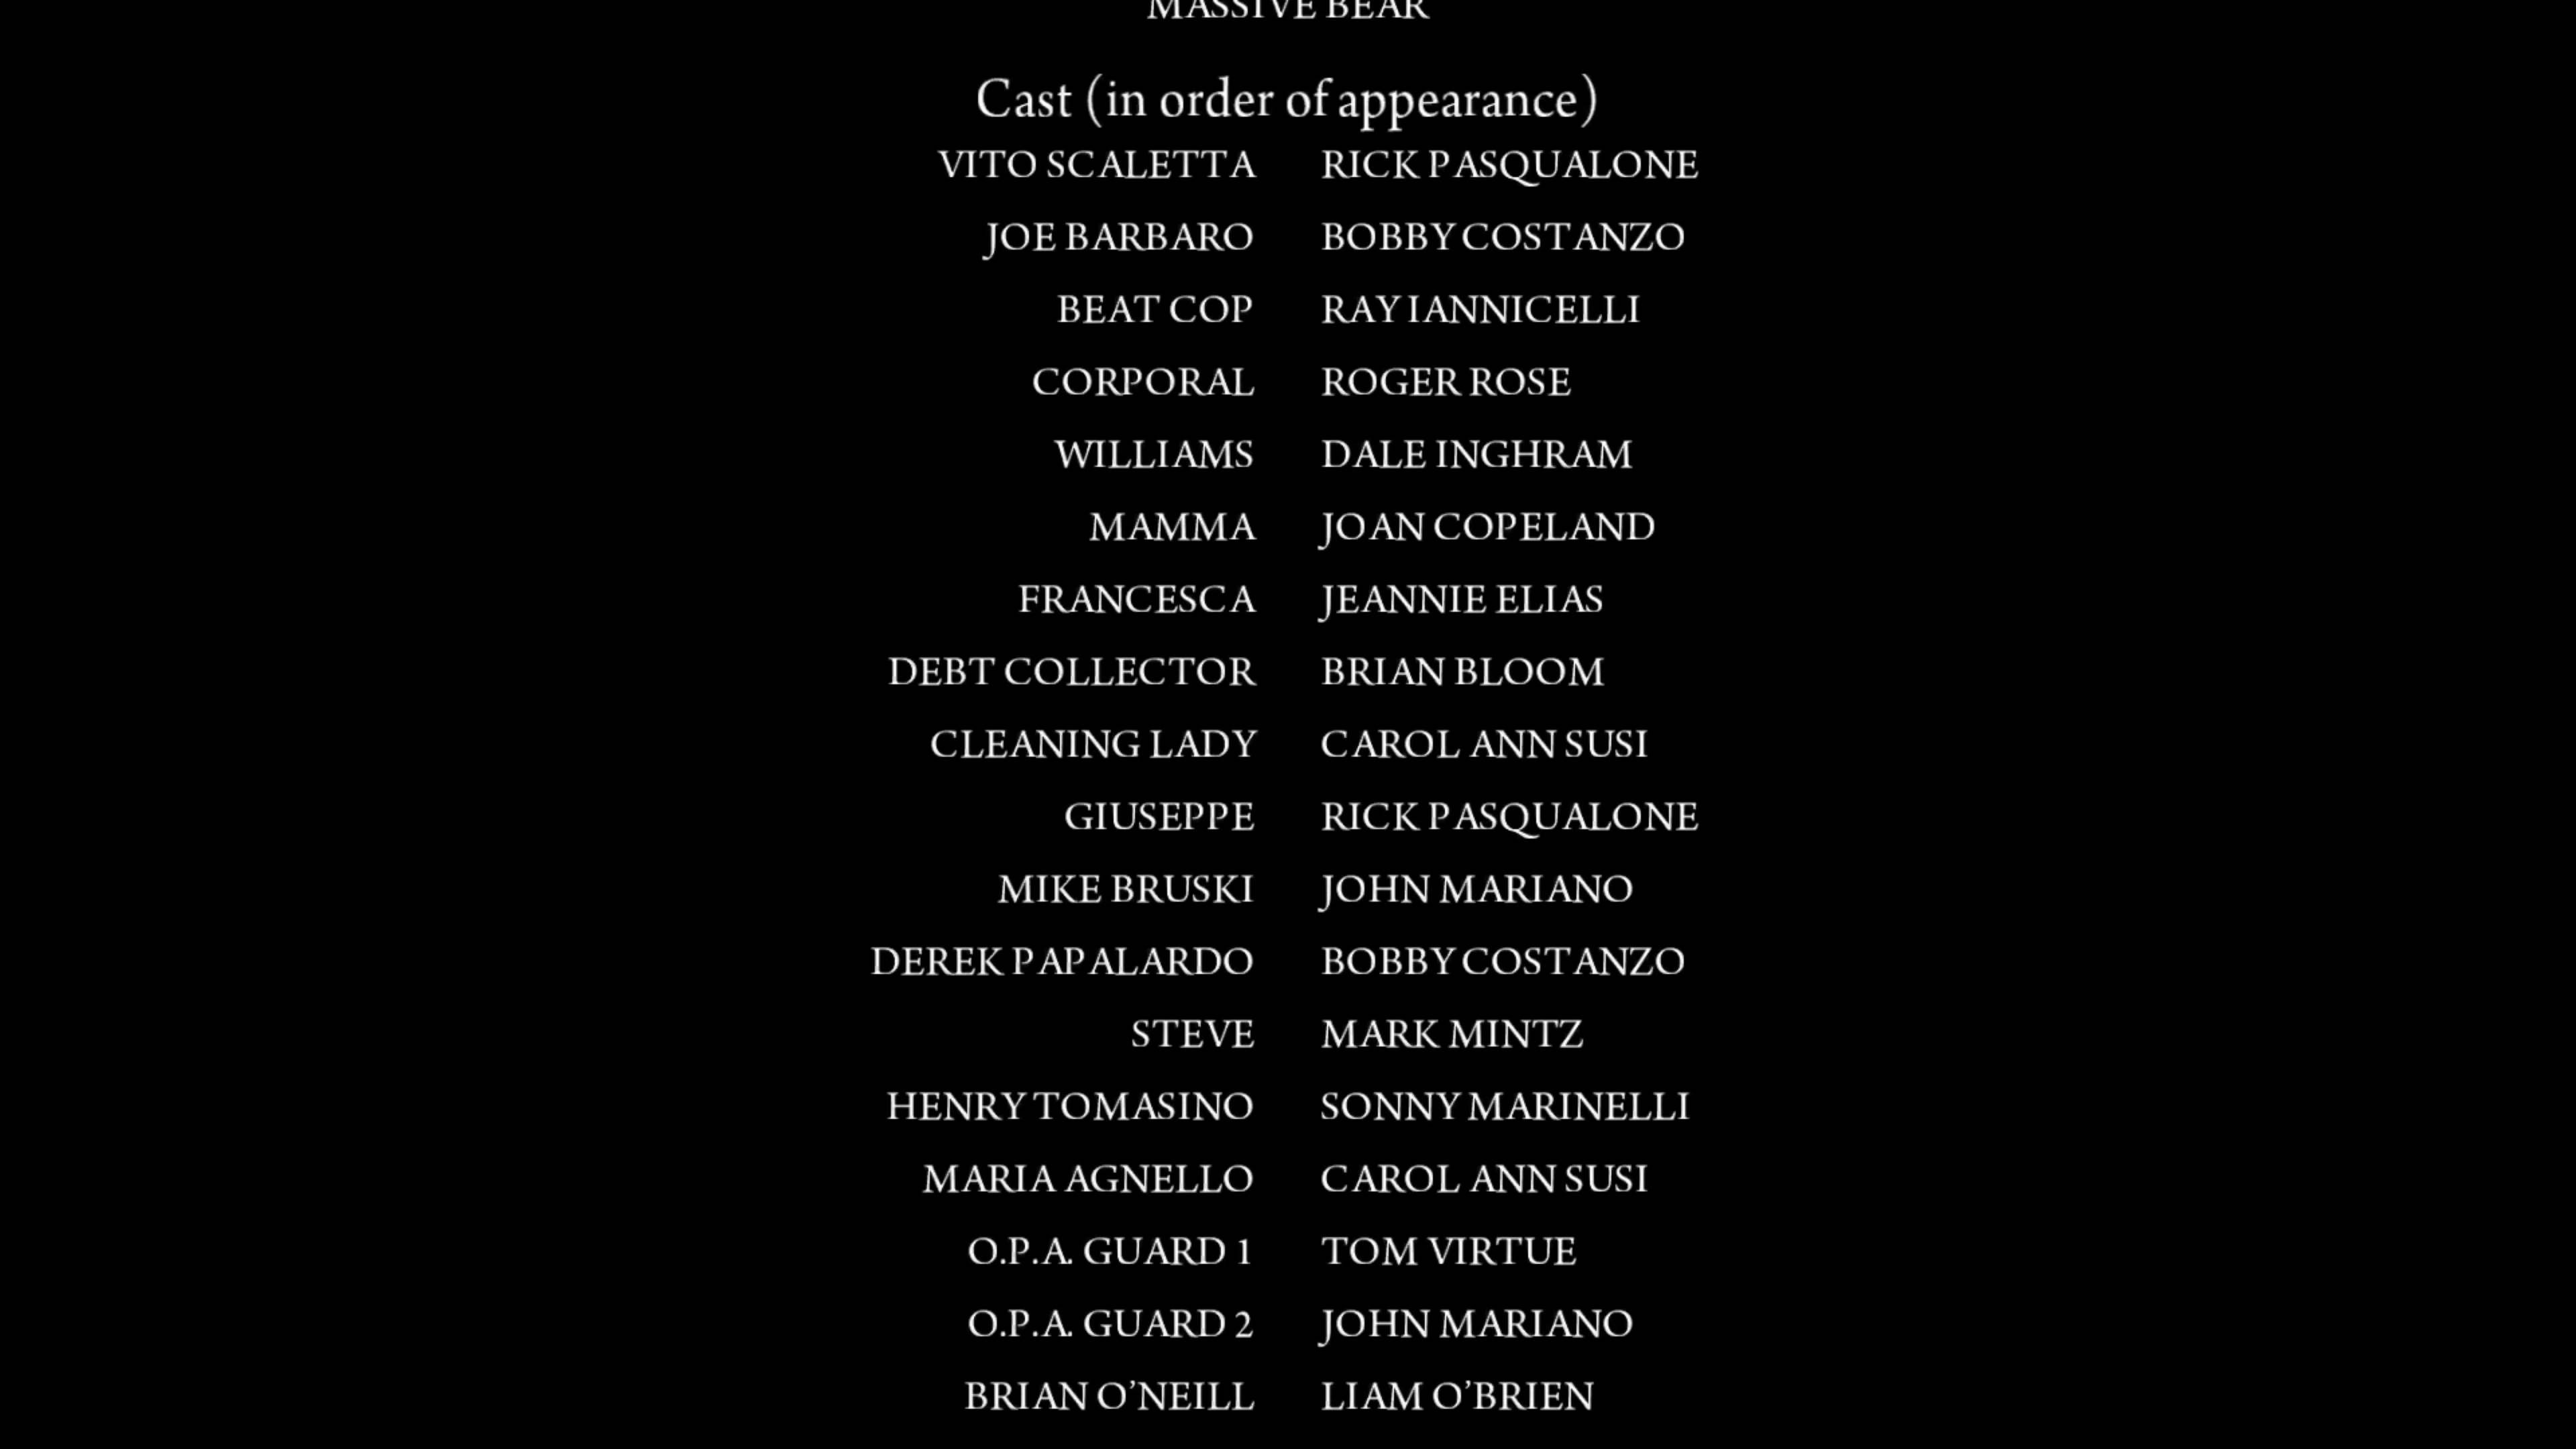 MASSIVE BEAR
Cast (in order of appearance)
VITO SCALETTA RICK PASQUALONE
JOE BARBARO BOBBY COSTANZO
BEAT COP RAY IANNICELLI
CORPORAL ROGER ROSE
WILLIAMS DALE INGHRAM
MAMMA JOAN COPELAND
FRANCESCA JEANNIE ELIAS
DEBT COLLECTOR BRIAN BLOOM
CLEANING LADY CAROL ANN SUSI
GIUSEPPE RICK PASQUALONE
MIKE BRUSKI JOHN MARIANO
DEREK PAPALARDO BOBBY COSTANZO
STEVE MARK MINTZ
HENRY TOMASINO SONNY MARINELLI
MARIA AGNELLO CAROL ANN SUSI
O.P.A. GUARD 1 TOM VIRTUE
O.P.A. GUARD 2 JOHN MARIANO
BRIAN O’NEILL LIAM O’BRIEN